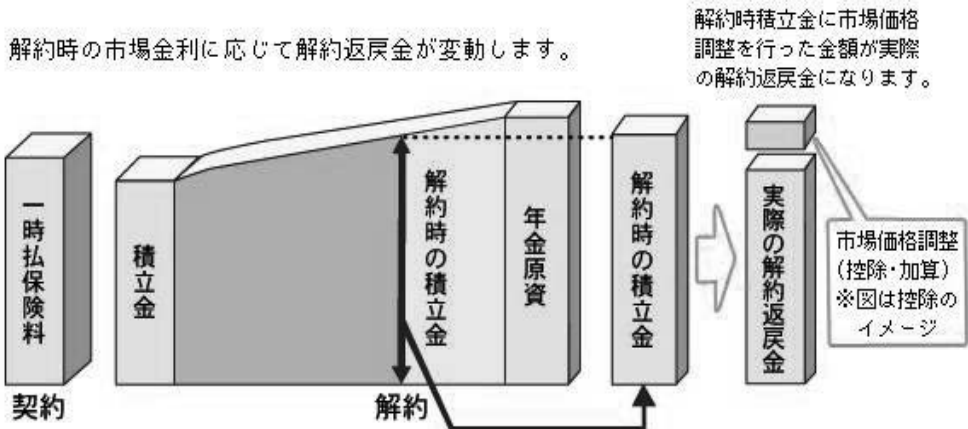 解約時の市場金利に応じて解約返戻金が変動します。
解約時積立金に市場価格
調整を行った金額が実際
の解約返戻金になります。
一時払保険料
積立金
解約時の積立金
年金原資
解約時の積立金
実際の解約返戻金
市場価格調整
(控除・加算)
※図は控除の
イメージ
契約
解約